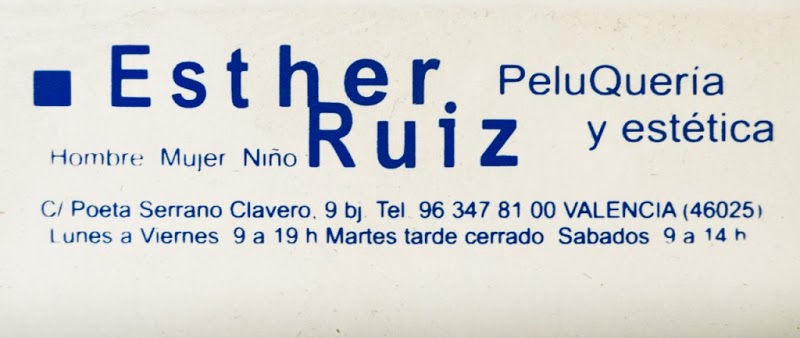 Esther PeluQuería
Ruiz y estética
Hombre Mujer Niño
C/ Poeta Serrano Clavero, 9 bj. Tel. 96 347 81 00 VALENCIA (46025)
Lunes a Viernes 9 a 19 h Martes tarde cerrado Sabados 9 a 14 h